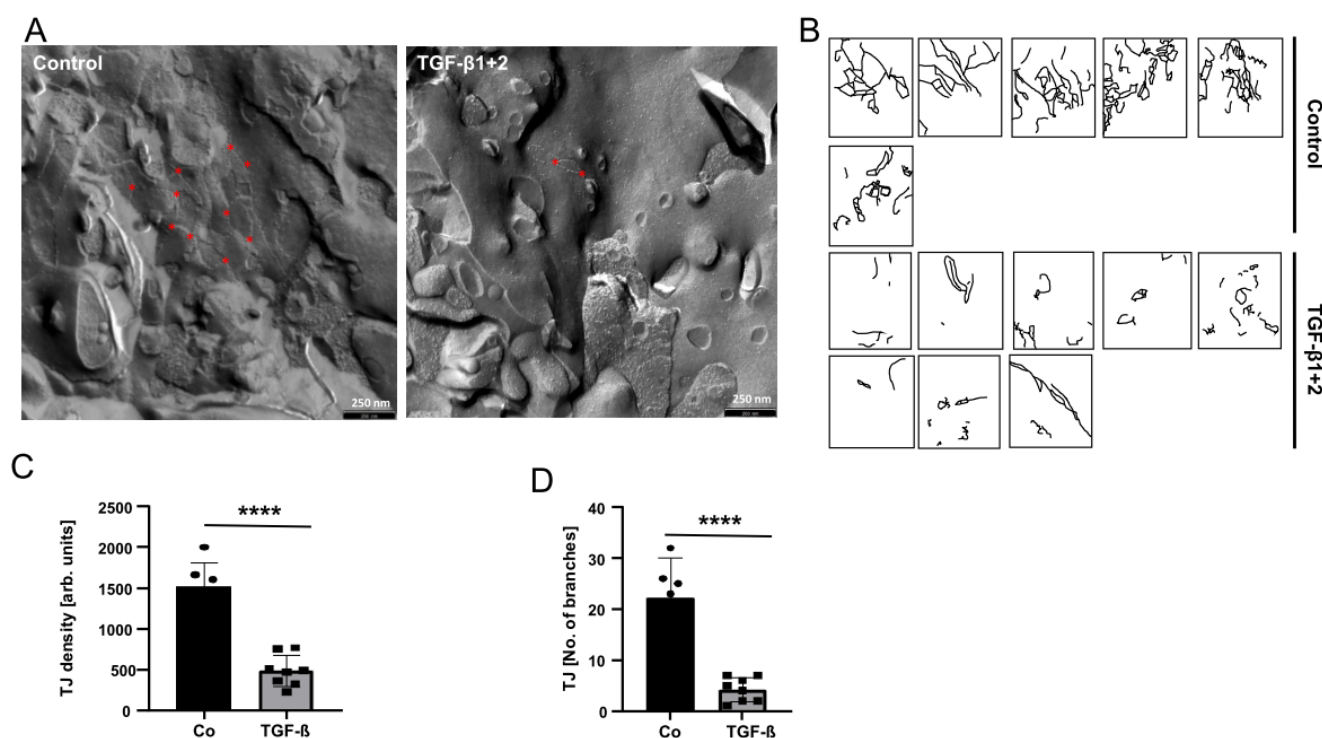 A
Control
250 nm
TGF-β1+2
250 nm
B
Control
TGF-β1+2
C
TJ density [arb. units]
2500
2000
1500
1000
500
0
****
Co
TGF-ß
D
TJ [No. of branches]
40
30
20
10
0
****
Co
TGF-ß